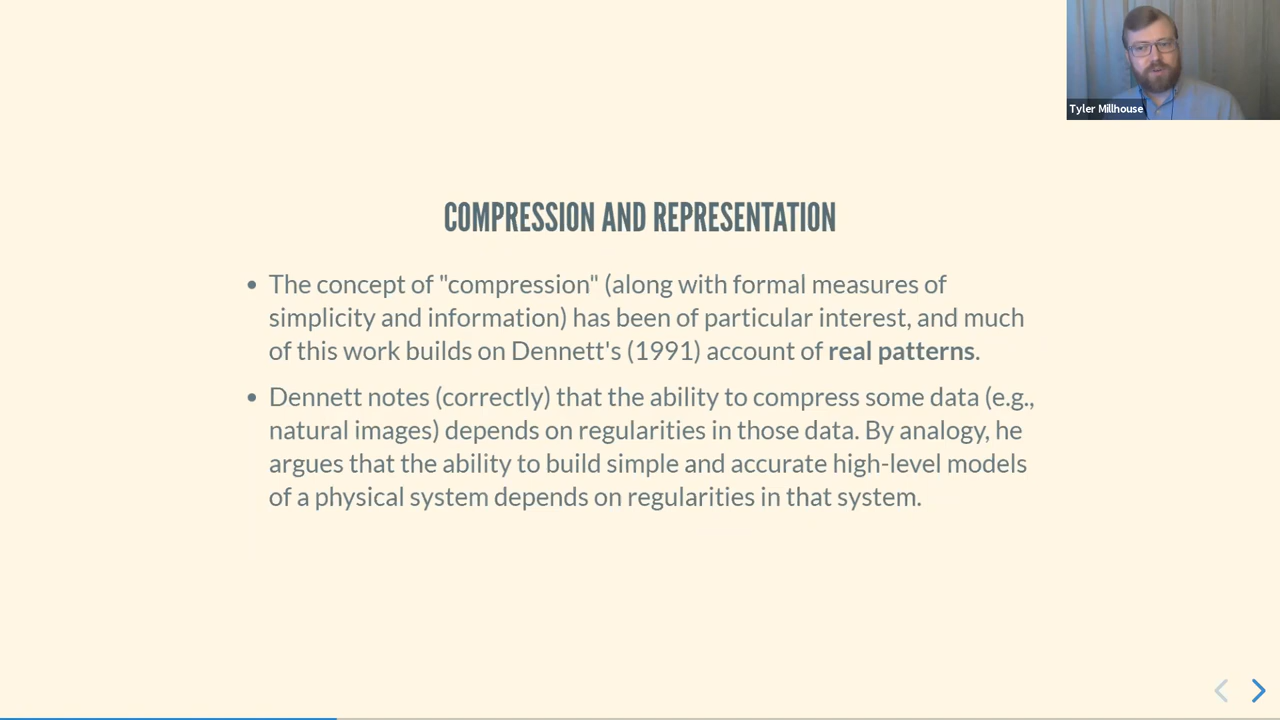 Tyler Millhouse
COMPRESSION AND REPRESENTATION
• The concept of "compression" (along with formal measures of
simplicity and information) has been of particular interest, and much
of this work builds on Dennett's (1991) account of real patterns.
• Dennett notes (correctly) that the ability to compress some data (e.g.,
natural images) depends on regularities in those data. By analogy, he
argues that the ability to build simple and accurate high-level models
of a physical system depends on regularities in that system.